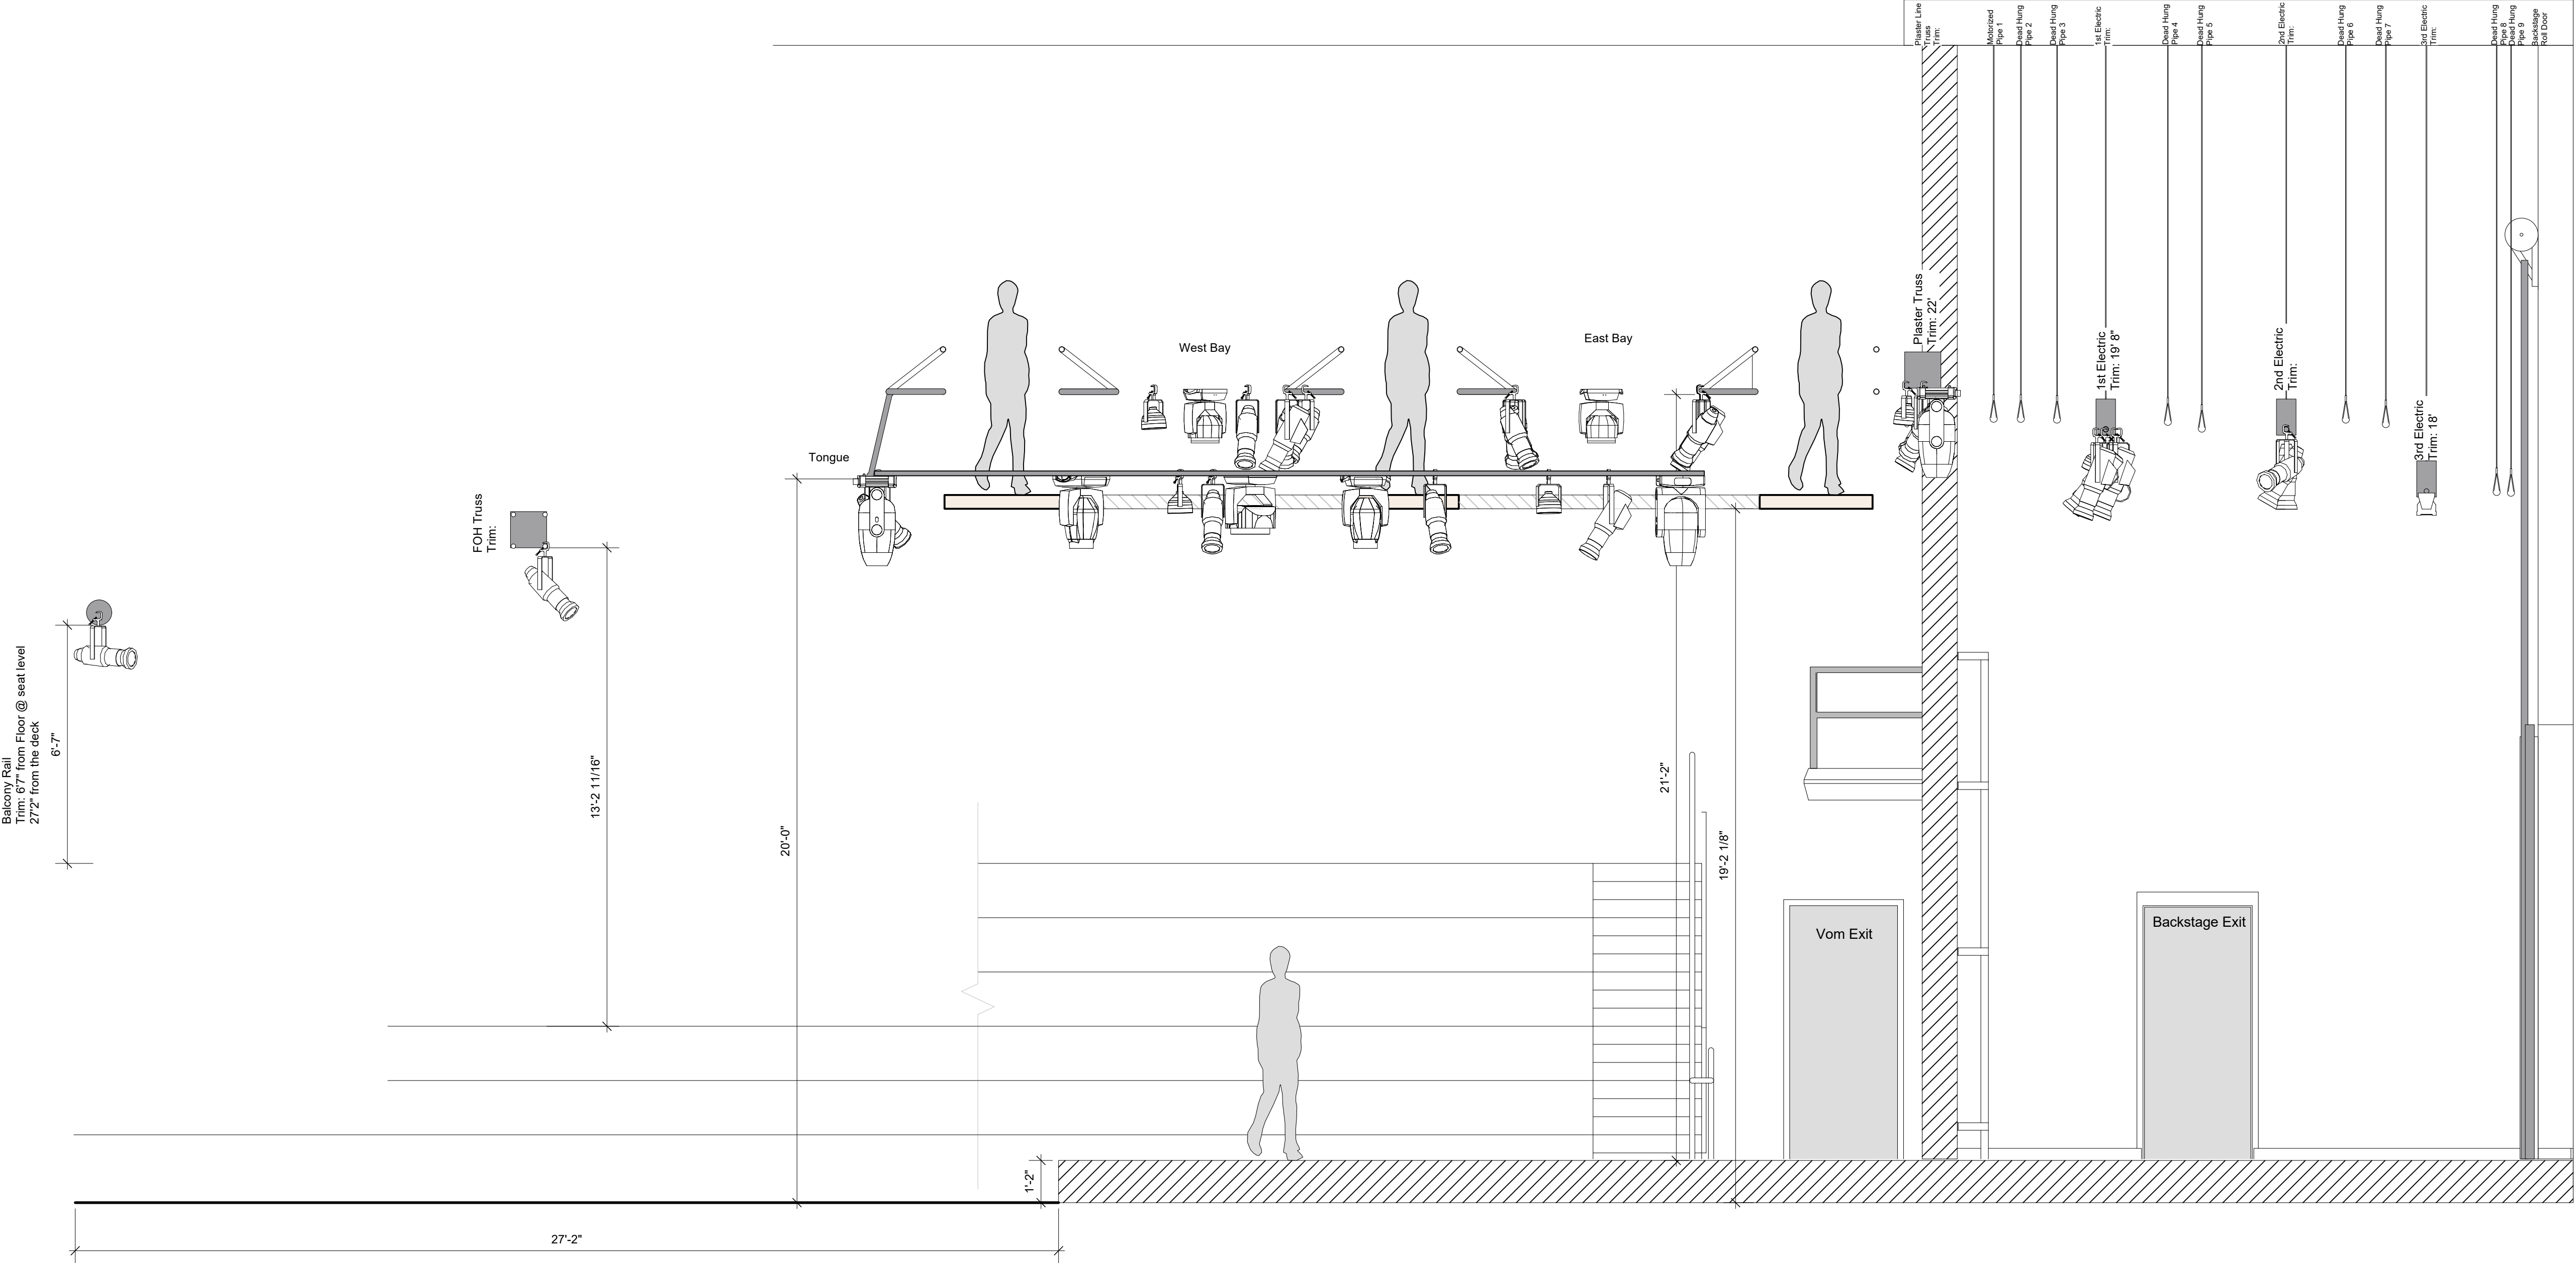 Plaster Line
Truss
Trim:
Motorized
Pipe 1
Dead Hung
Pipe 2
Dead Hung
Pipe 3
1st Electric
Trim:
Dead Hung
Pipe 4
Dead Hung
Pipe 5
2nd Electric
Trim:
Dead Hung
Pipe 6
Dead Hung
Pipe 7
3rd Electric
Trim:
Dead Hung
Pipe 8
Dead Hung
Pipe 9
Backstage
Roll Door
Plaster Truss
Trim: 22'
1st Electric
Trim: 19' 8"
2nd Electric
Trim:
3rd Electric
Trim: 18'
West Bay
East Bay
Tongue
FOH Truss
Trim:
Balcony Rail
Trim: 6'7" from Floor @ seat level
27'2" from the deck
6'-7"
13'-2 11/16"
20'-0"
21'-2"
19'-2 1/8"
Vom Exit
Backstage Exit
1'-2"
27'-2"